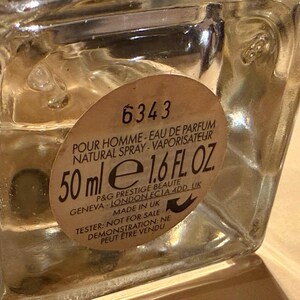 6343
POUR HOMME - EAU DE PARFUM
NATURAL SPRAY - VAPORISATEUR
50 ml e 1.6 FL.OZ.
P&G PRESTIGE BEAUTE
GENEVA - LONDON EC1A 4DD UK
MADE IN UK
TESTER: NOT FOR SALE -
DEMONSTRATION: NE
PEUT ÊTRE VENDU